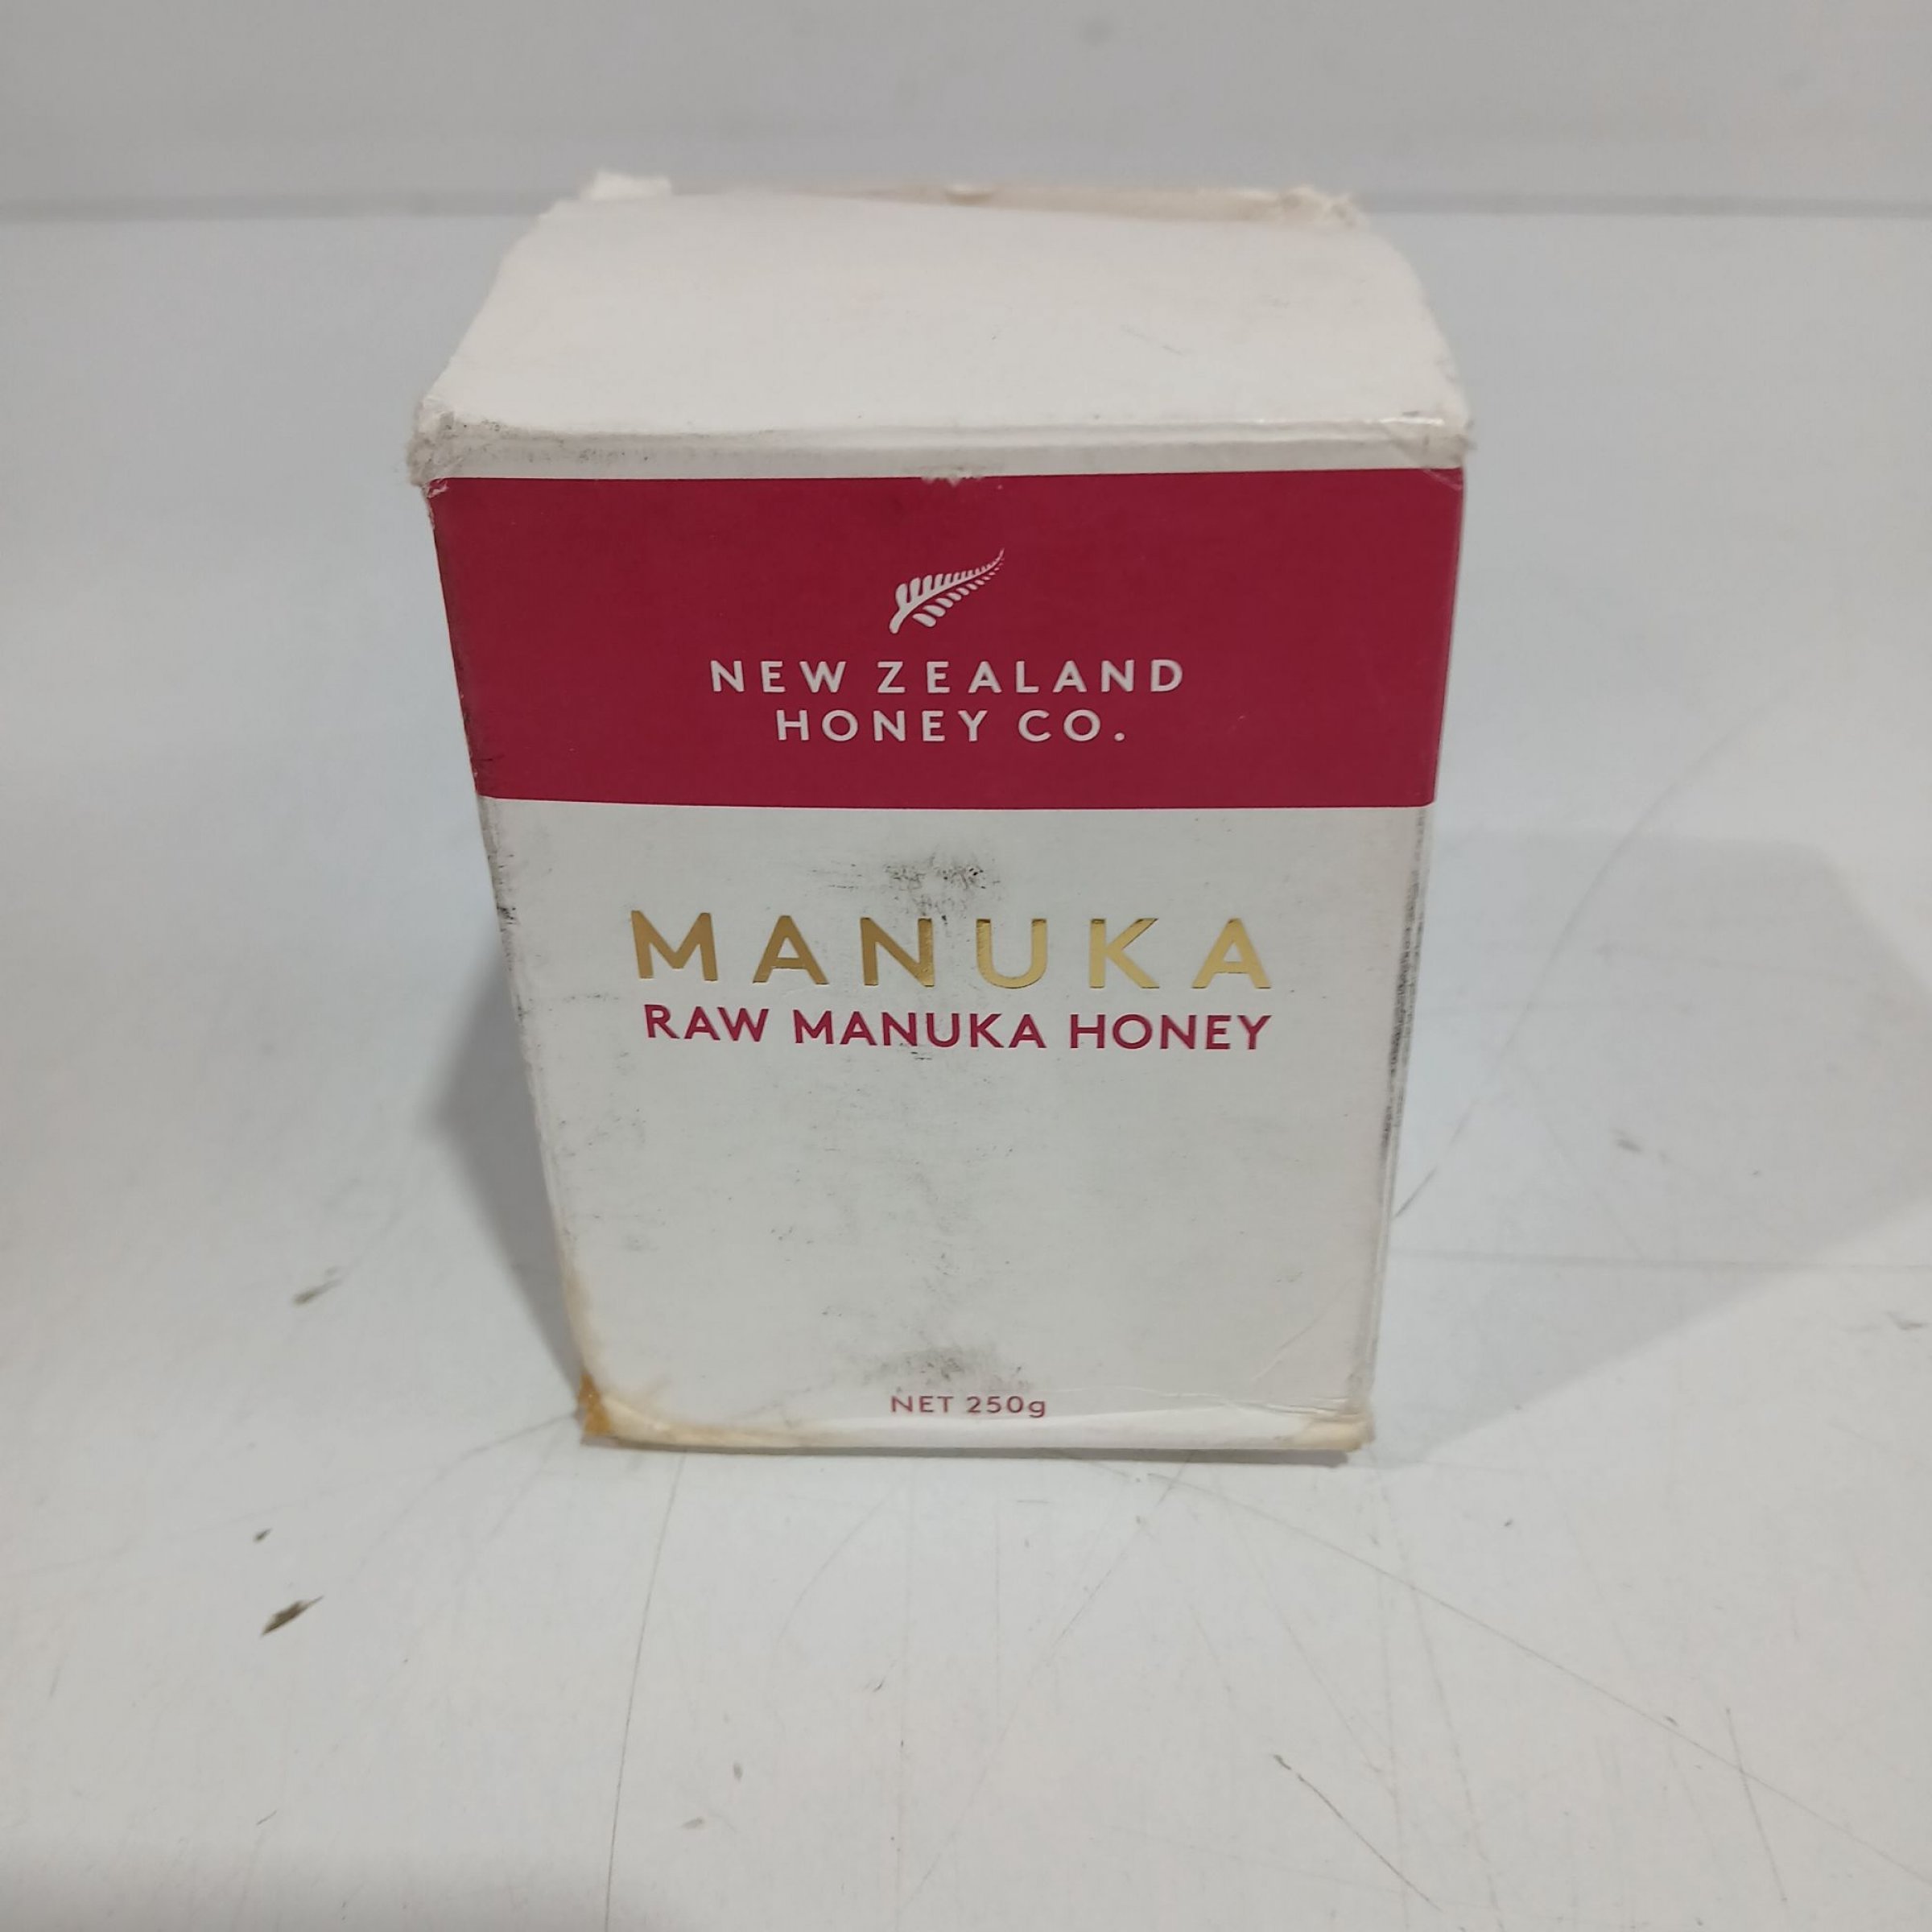 NEW ZEALAND
HONEY CO.
MANUKA
RAW MANUKA HONEY
NET 250g